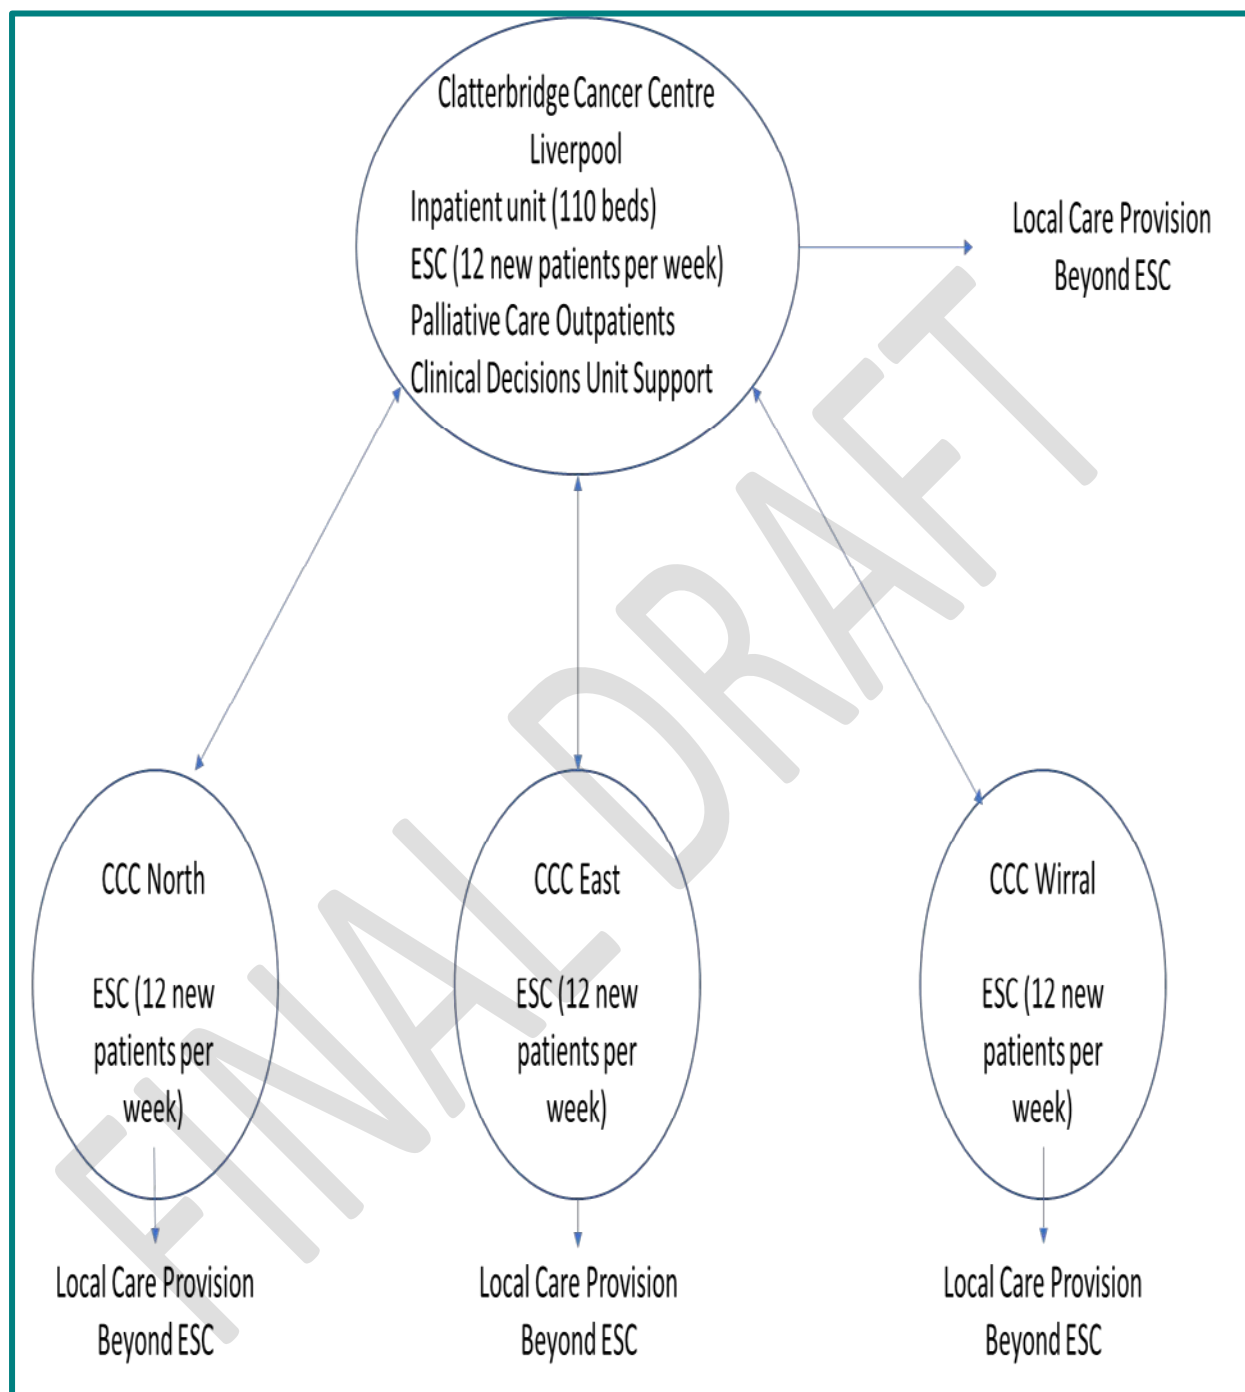 Clatterbridge Cancer Centre
Liverpool
Inpatient unit (110 beds)
ESC (12 new patients per week)
Palliative Care Outpatients
Clinical Decisions Unit Support
Local Care Provision
Beyond ESC
FINAL DRAFT
CCC North
ESC (12 new
patients per
week)
Local Care Provision
Beyond ESC
CCC East
ESC (12 new
patients per
week)
Local Care Provision
Beyond ESC
CCC Wirral
ESC (12 new
patients per
week)
Local Care Provision
Beyond ESC